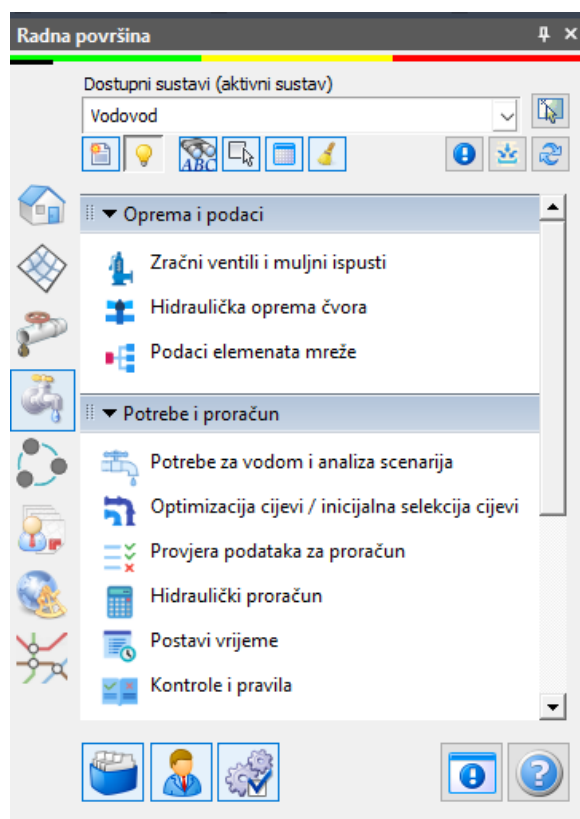 Radna površina
Dostupni sustavi (aktivni sustav)
Vodovod
ABC
Oprema i podaci
Zračni ventili i muljni ispusti
Hidraulička oprema čvora
Podaci elemenata mreže
Potrebe i proračun
Potrebe za vodom i analiza scenarija
Optimizacija cijevi / inicijalna selekcija cijevi
Provjera podataka za proračun
Hidraulički proračun
Postavi vrijeme
Kontrole i pravila